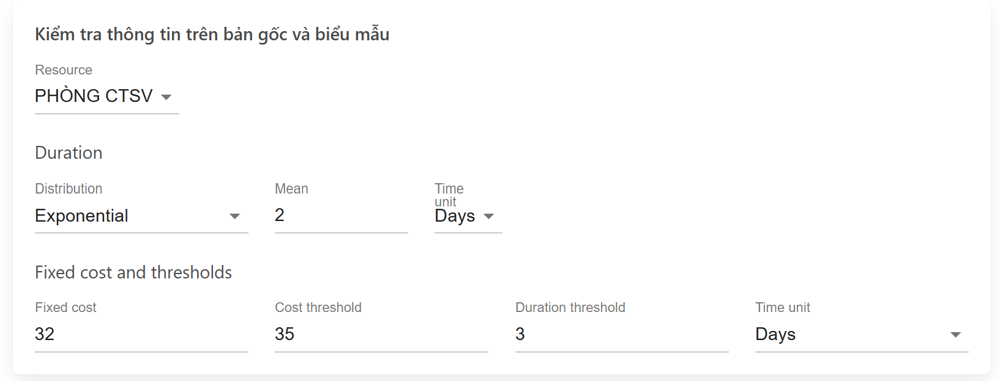 Kiểm tra thông tin trên bản gốc và biểu mẫu
Resource
PHÒNG CTSV
Duration
Distribution
Mean
Time unit
Exponential
2
Days
Fixed cost and thresholds
Fixed cost
Cost threshold
Duration threshold
Time unit
32
35
3
Days